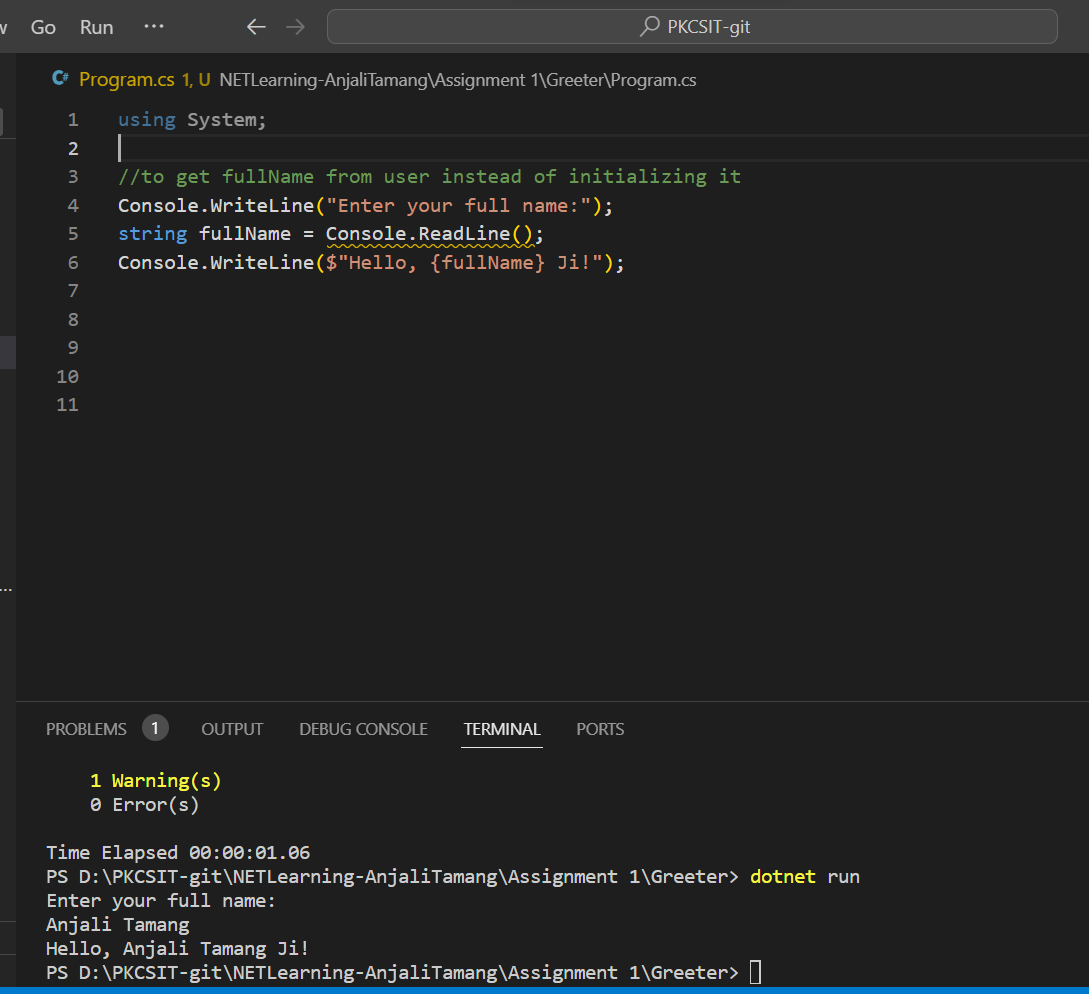 Go Run ··· ← → PKCSIT-git
C# Program.cs 1, U NETLearning-AnjaliTamang\Assignment 1\Greeter\Program.cs
1 using System;
2
3 //to get fullName from user instead of initializing it
4 Console.WriteLine("Enter your full name:");
5 string fullName = Console.ReadLine();
6 Console.WriteLine($"Hello, {fullName} Ji!");
7
8
9
10
11
PROBLEMS 1 OUTPUT DEBUG CONSOLE TERMINAL PORTS
1 Warning(s)
0 Error(s)
Time Elapsed 00:00:01.06
PS D:\PKCSIT-git\NETLearning-AnjaliTamang\Assignment 1\Greeter> dotnet run
Enter your full name:
Anjali Tamang
Hello, Anjali Tamang Ji!
PS D:\PKCSIT-git\NETLearning-AnjaliTamang\Assignment 1\Greeter>